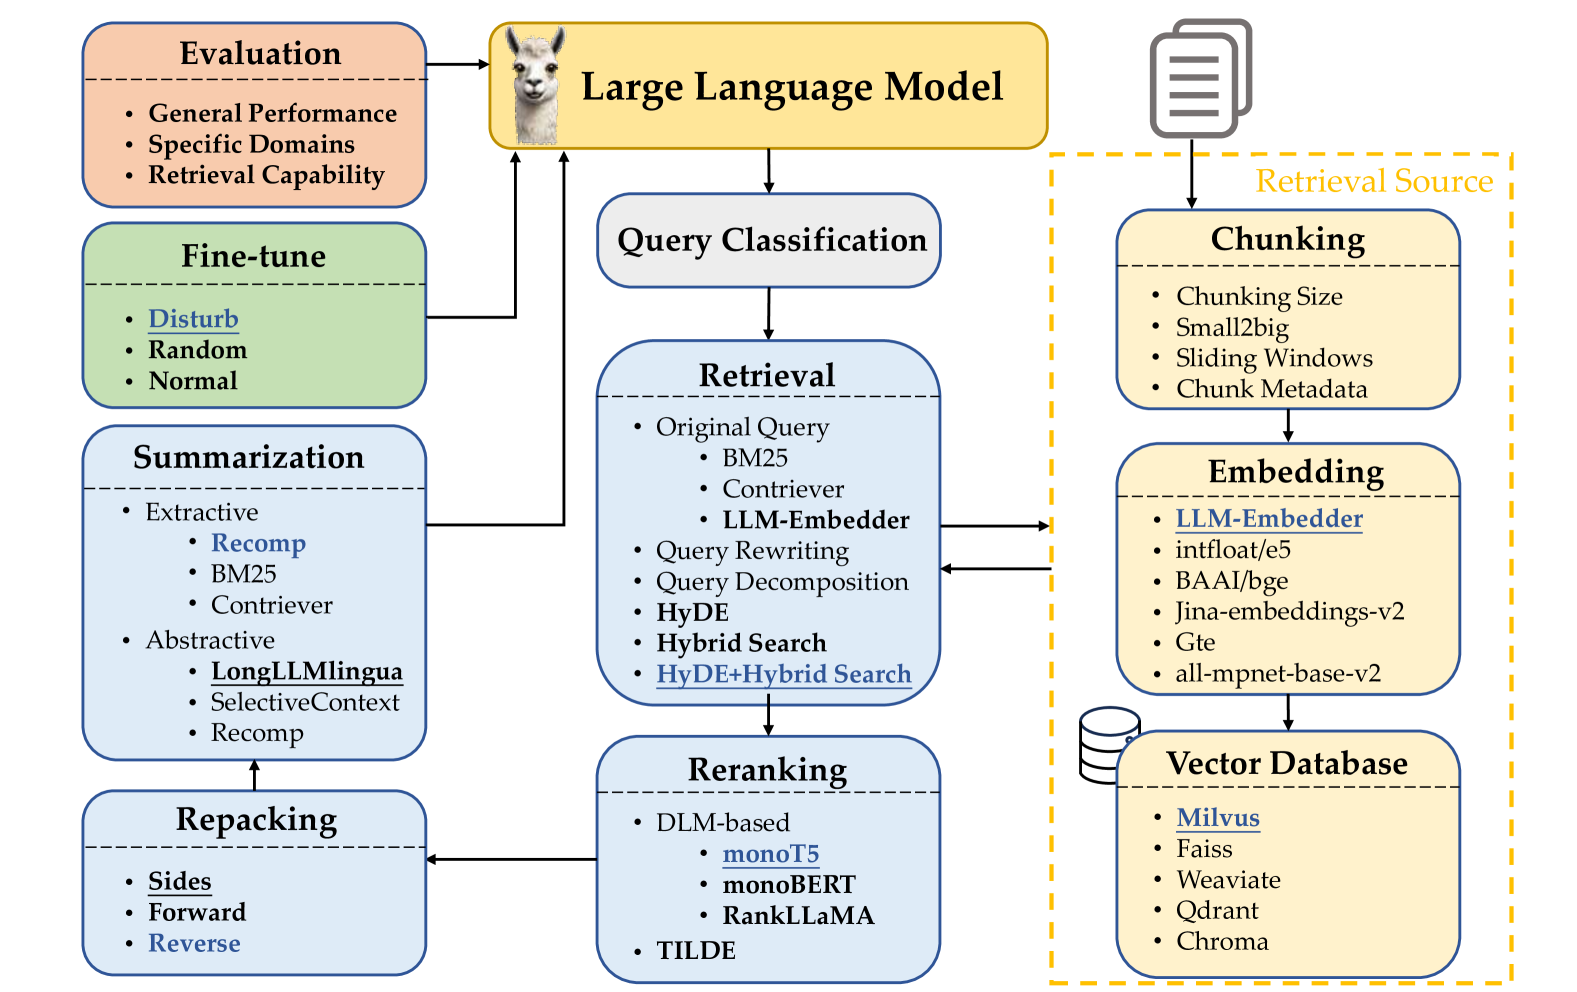 Evaluation
General Performance
Specific Domains
Retrieval Capability
Fine-tune
Disturb
Random
Normal
Summarization
Extractive
Recomp
BM25
Contriever
Abstractive
LongLLMlingua
SelectiveContext
Recomp
Repacking
Sides
Forward
Reverse
Large Language Model
Query Classification
Retrieval
Original Query
BM25
Contriever
LLM-Embedder
Query Rewriting
Query Decomposition
HyDE
Hybrid Search
HyDE+Hybrid Search
Reranking
DLM-based
monoT5
monoBERT
RankLLaMA
TILDE
Retrieval Source
Chunking
Chunking Size
Small2big
Sliding Windows
Chunk Metadata
Embedding
LLM-Embedder
intfloat/e5
BAAI/bge
Jina-embeddings-v2
Gte
all-mpnet-base-v2
Vector Database
Milvus
Faiss
Weaviate
Qdrant
Chroma